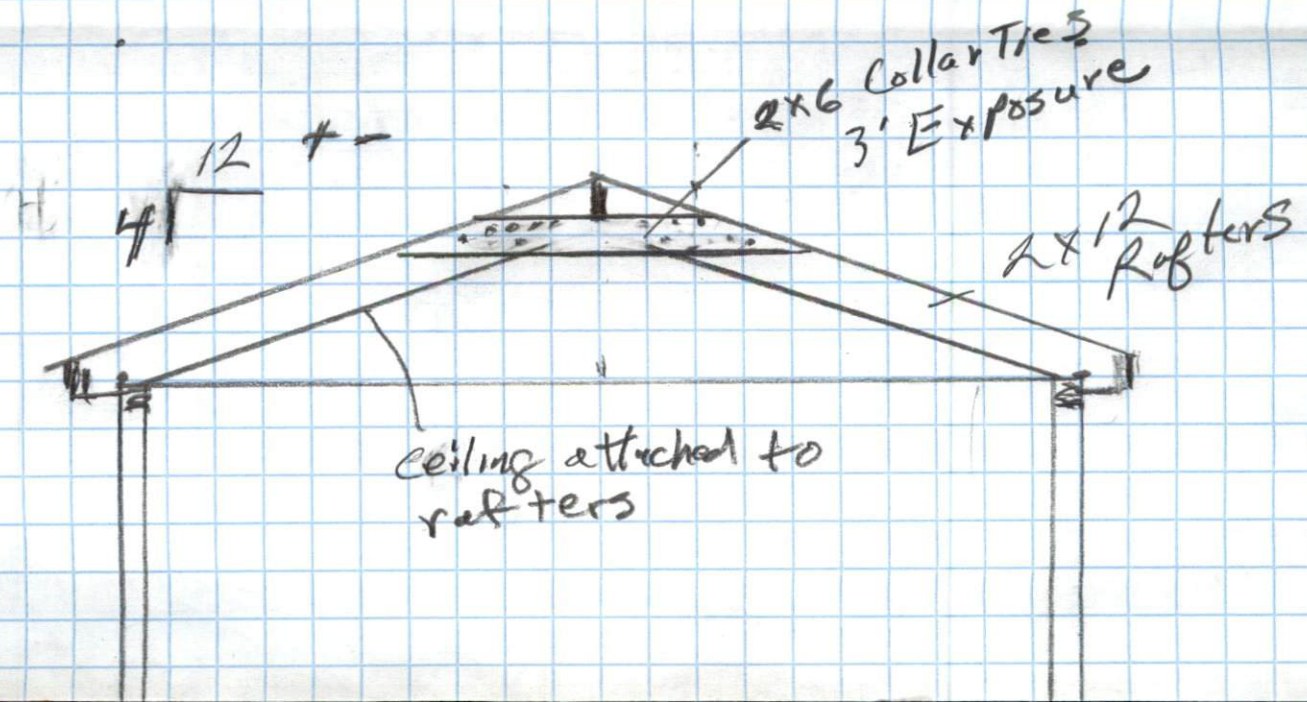 12 + -
4
2x6 Collar Ties
3' Exposure
2x12
Rafters
ceiling attached to
rafters